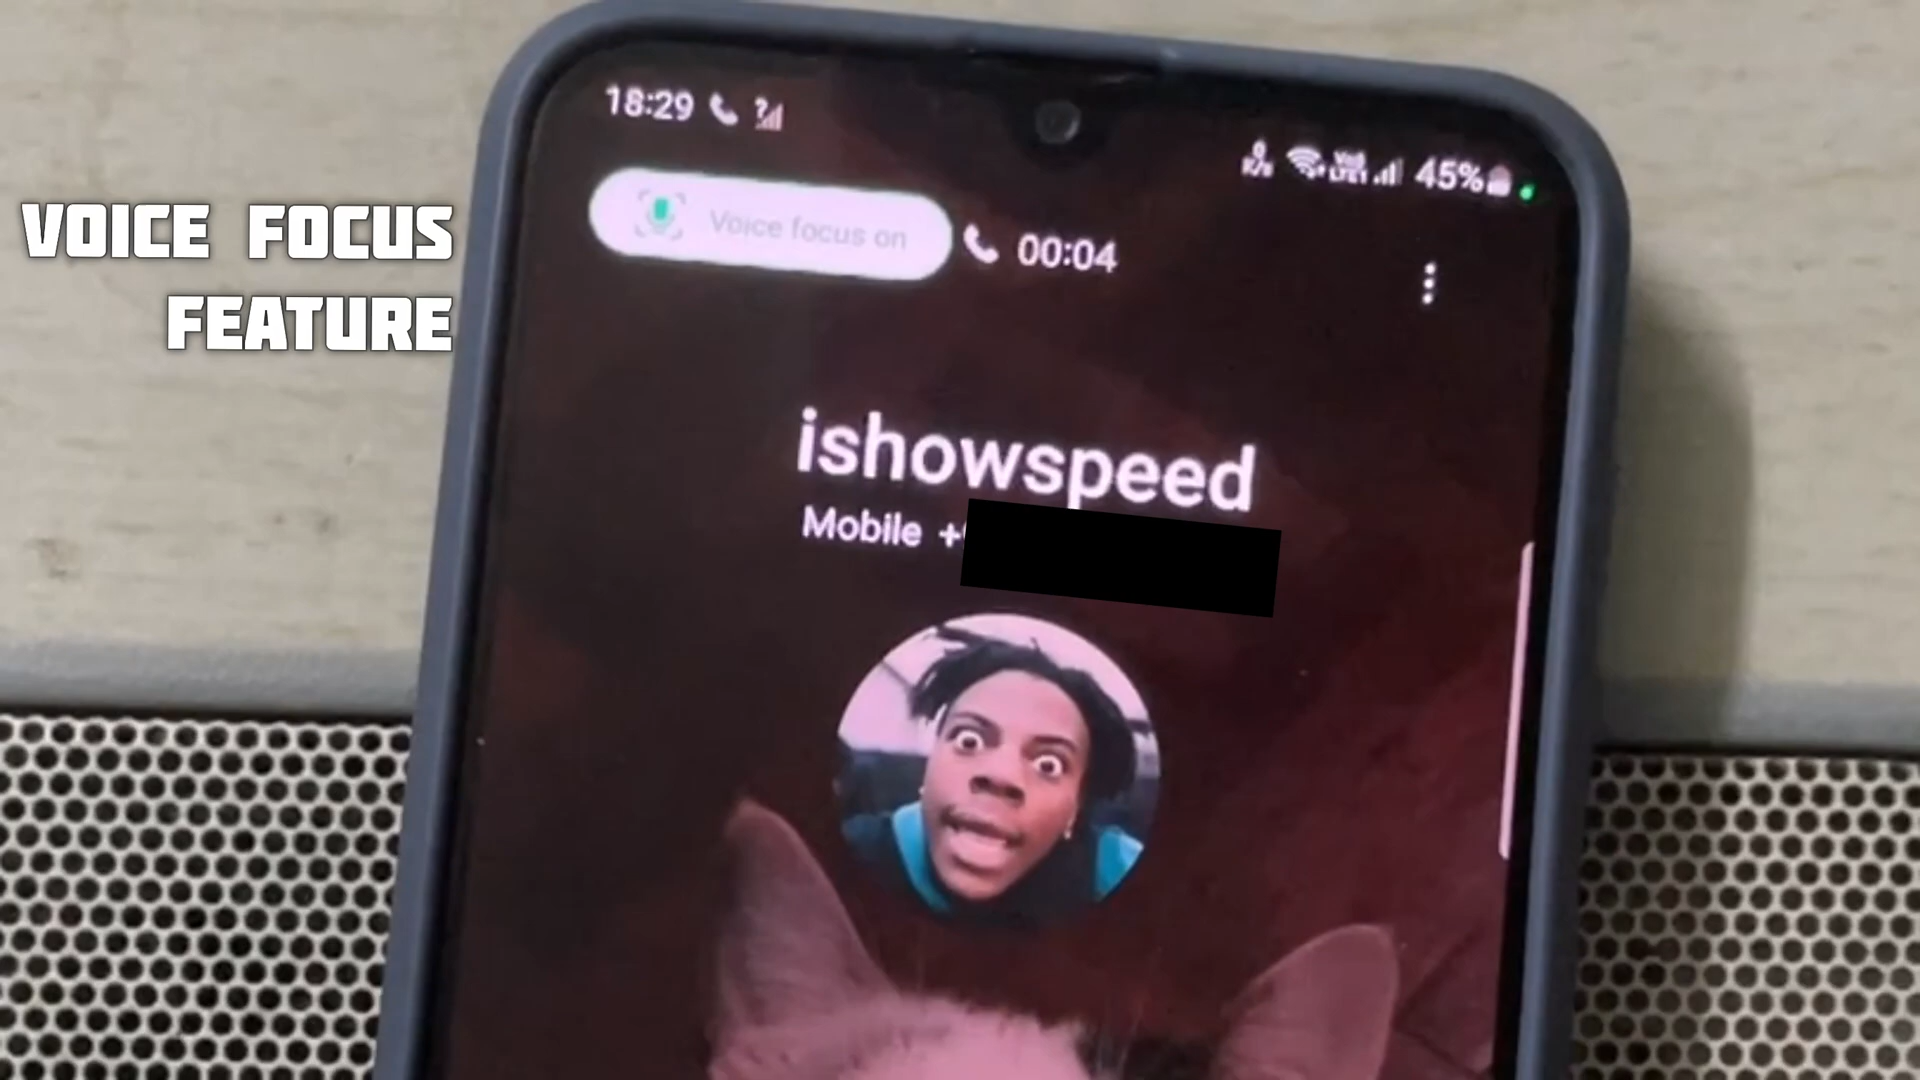 18:29
45%
Voice focus on
00:04
VOICE FOCUS
FEATURE
ishowspeed
Mobile +